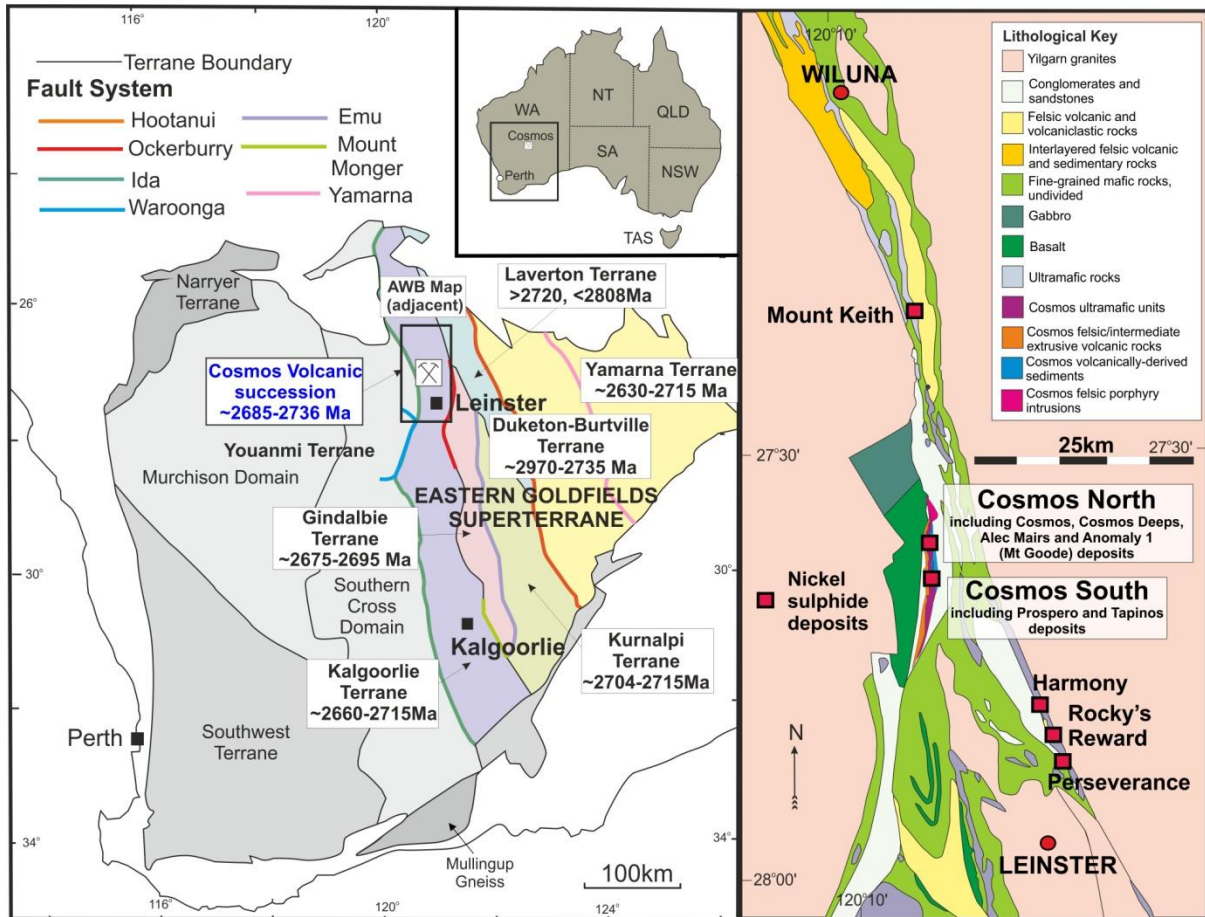 116°
120°
Terrane Boundary
Fault System
Hootanui
Ockerburry
Ida
Waroonga
Emu
Mount
Monger
Yamarna
WA
NT
QLD
Cosmos
SA
NSW
Perth
TAS
Narryer
Terrane
26°
AWB Map
(adjacent)
Laverton Terrane
>2720, <2808Ma
Cosmos Volcanic
succession
~2685-2736 Ma
Yamarna Terrane
~2630-2715 Ma
Leinster
Duketon-Burtville
Terrane
~2970-2735 Ma
Youanmi Terrane
Murchison Domain
EASTERN GOLDFIELDS
SUPERTERRANE
Gindalbie
Terrane
~2675-2695 Ma
30°
Southern
Cross
Domain
Kalgoorlie
Kurnalpi
Terrane
~2704-2715Ma
Kalgoorlie
Terrane
~2660-2715Ma
Perth
Southwest
Terrane
34°
Mullingup
Gneiss
100km
116°
120°
124°
120°10'
WILUNA
Lithological Key
Yilgarn granites
Conglomerates and
sandstones
Felsic volcanic and
volcaniclastic rocks
Interlayered felsic volcanic
and sedimentary rocks
Fine-grained mafic rocks,
undivided
Gabbro
Basalt
Ultramafic rocks
Cosmos ultramafic units
Cosmos felsic/intermediate
extrusive volcanic rocks
Cosmos volcanically-derived
sediments
Cosmos felsic porphyry
intrusions
Mount Keith
27°30'
25km
27°30'
Cosmos North
including Cosmos, Cosmos Deeps,
Alec Mairs and Anomaly 1
(Mt Goode) deposits
Nickel
sulphide
deposits
30°
Cosmos South
including Prospero and Tapinos
deposits
Harmony
Rocky's
Reward
Perseverance
N
34°
LEINSTER
28°00'
120°10'